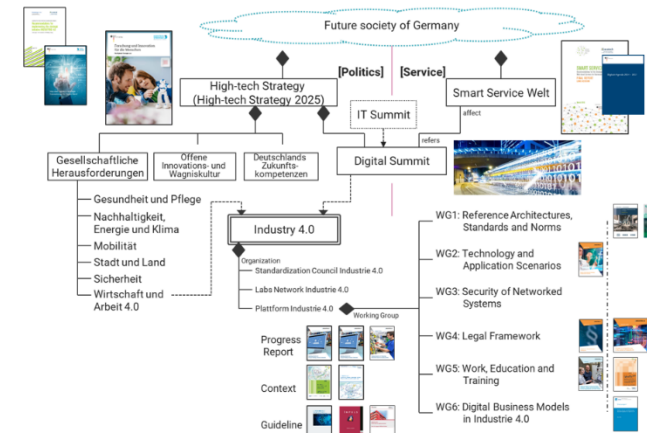 Future society of Germany
[Politics]
[Service]
High-tech Strategy
(High-tech Strategy 2025)
Smart Service Welt
IT Summit
affect
refers
Gesellschaftliche
Herausforderungen
Offene
Innovations- und
Wagniskultur
Deutschlands
Zukunfts-
kompetenzen
Digital Summit
Gesundheit und Pflege
Nachhaltigkeit,
Energie und Klima
Mobilität
Stadt und Land
Sicherheit
Wirtschaft und
Arbeit 4.0
Industry 4.0
Organization
Standardization Council Industrie 4.0
Labs Network Industrie 4.0
Plattform Industrie 4.0
Working Group
WG1: Reference Architectures,
Standards and Norms
WG2: Technology and
Application Scenarios
WG3: Security of Networked
Systems
WG4: Legal Framework
WG5: Work, Education and
Training
WG6: Digital Business Models
in Industrie 4.0
Progress
Report
Context
Guideline